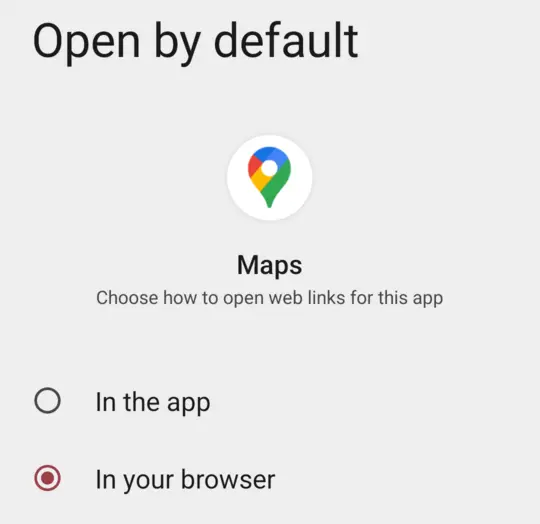 Open by default
Maps
Choose how to open web links for this app
In the app
In your browser